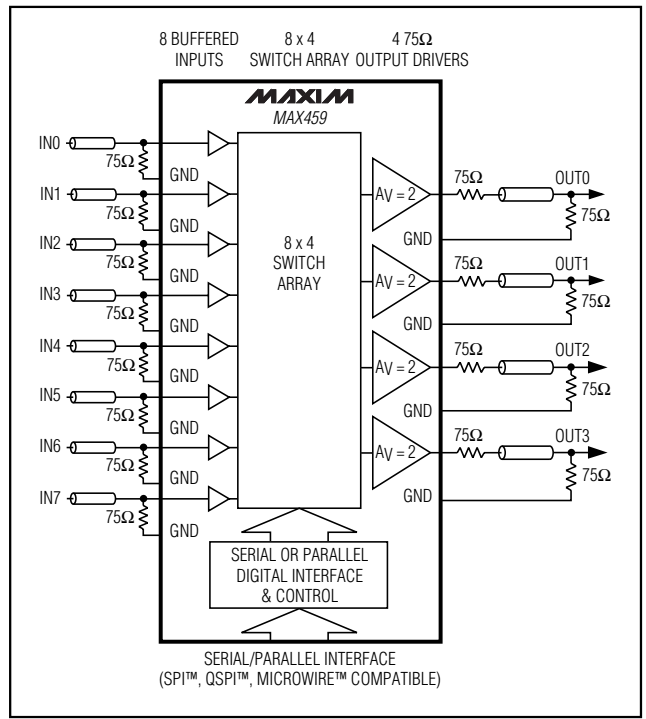 8 BUFFERED INPUTS
8 x 4 SWITCH ARRAY
4 75Ω OUTPUT DRIVERS
MAXIM
MAX459
IN0
75Ω
GND
IN1
75Ω
GND
IN2
75Ω
GND
IN3
75Ω
GND
IN4
75Ω
GND
IN5
75Ω
GND
IN6
75Ω
GND
IN7
75Ω
GND
8 x 4
SWITCH
ARRAY
AV = 2
GND
75Ω
OUT0
75Ω
AV = 2
GND
75Ω
OUT1
75Ω
AV = 2
GND
75Ω
OUT2
75Ω
AV = 2
GND
75Ω
OUT3
75Ω
SERIAL OR PARALLEL
DIGITAL INTERFACE
& CONTROL
SERIAL/PARALLEL INTERFACE
(SPI™, QSPI™, MICROWIRE™ COMPATIBLE)